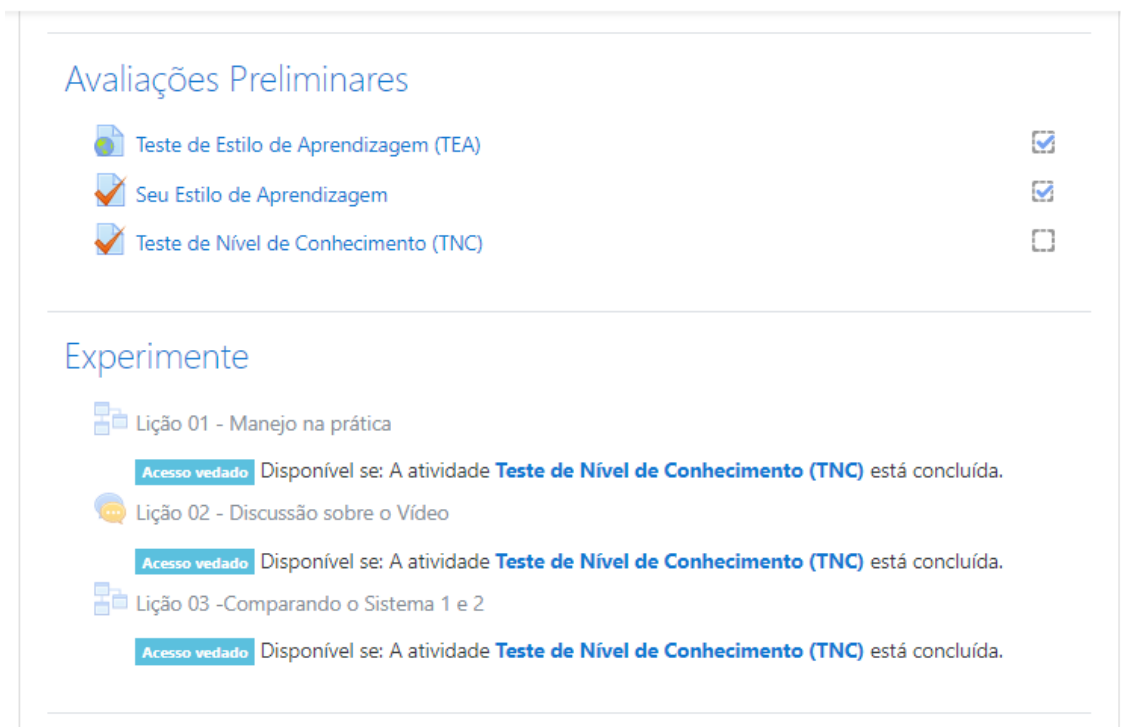 Avaliações Preliminares
Teste de Estilo de Aprendizagem (TEA)
Seu Estilo de Aprendizagem
Teste de Nível de Conhecimento (TNC)
Experimente
Lição 01 - Manejo na prática
Acesso vedado Disponível se: A atividade Teste de Nível de Conhecimento (TNC) está concluída.
Lição 02 - Discussão sobre o Vídeo
Acesso vedado Disponível se: A atividade Teste de Nível de Conhecimento (TNC) está concluída.
Lição 03 -Comparando o Sistema 1 e 2
Acesso vedado Disponível se: A atividade Teste de Nível de Conhecimento (TNC) está concluída.